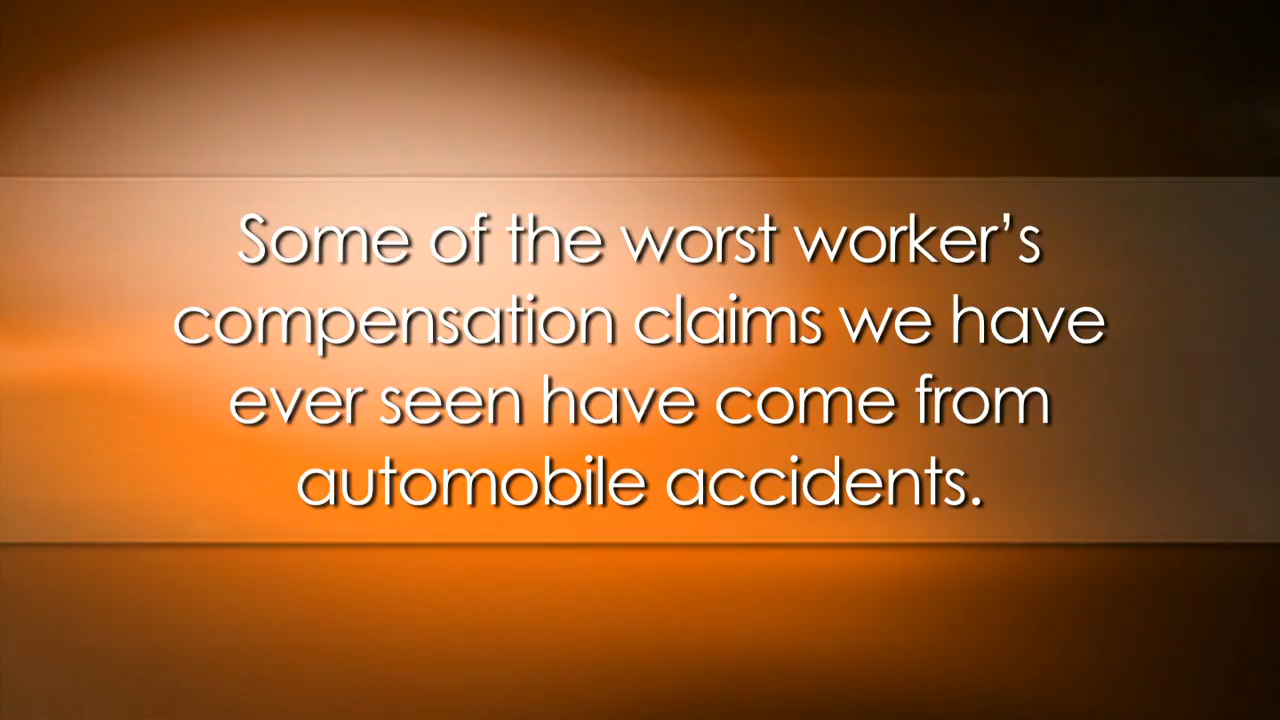 Some of the worst worker’s
compensation claims we have
ever seen have come from
automobile accidents.